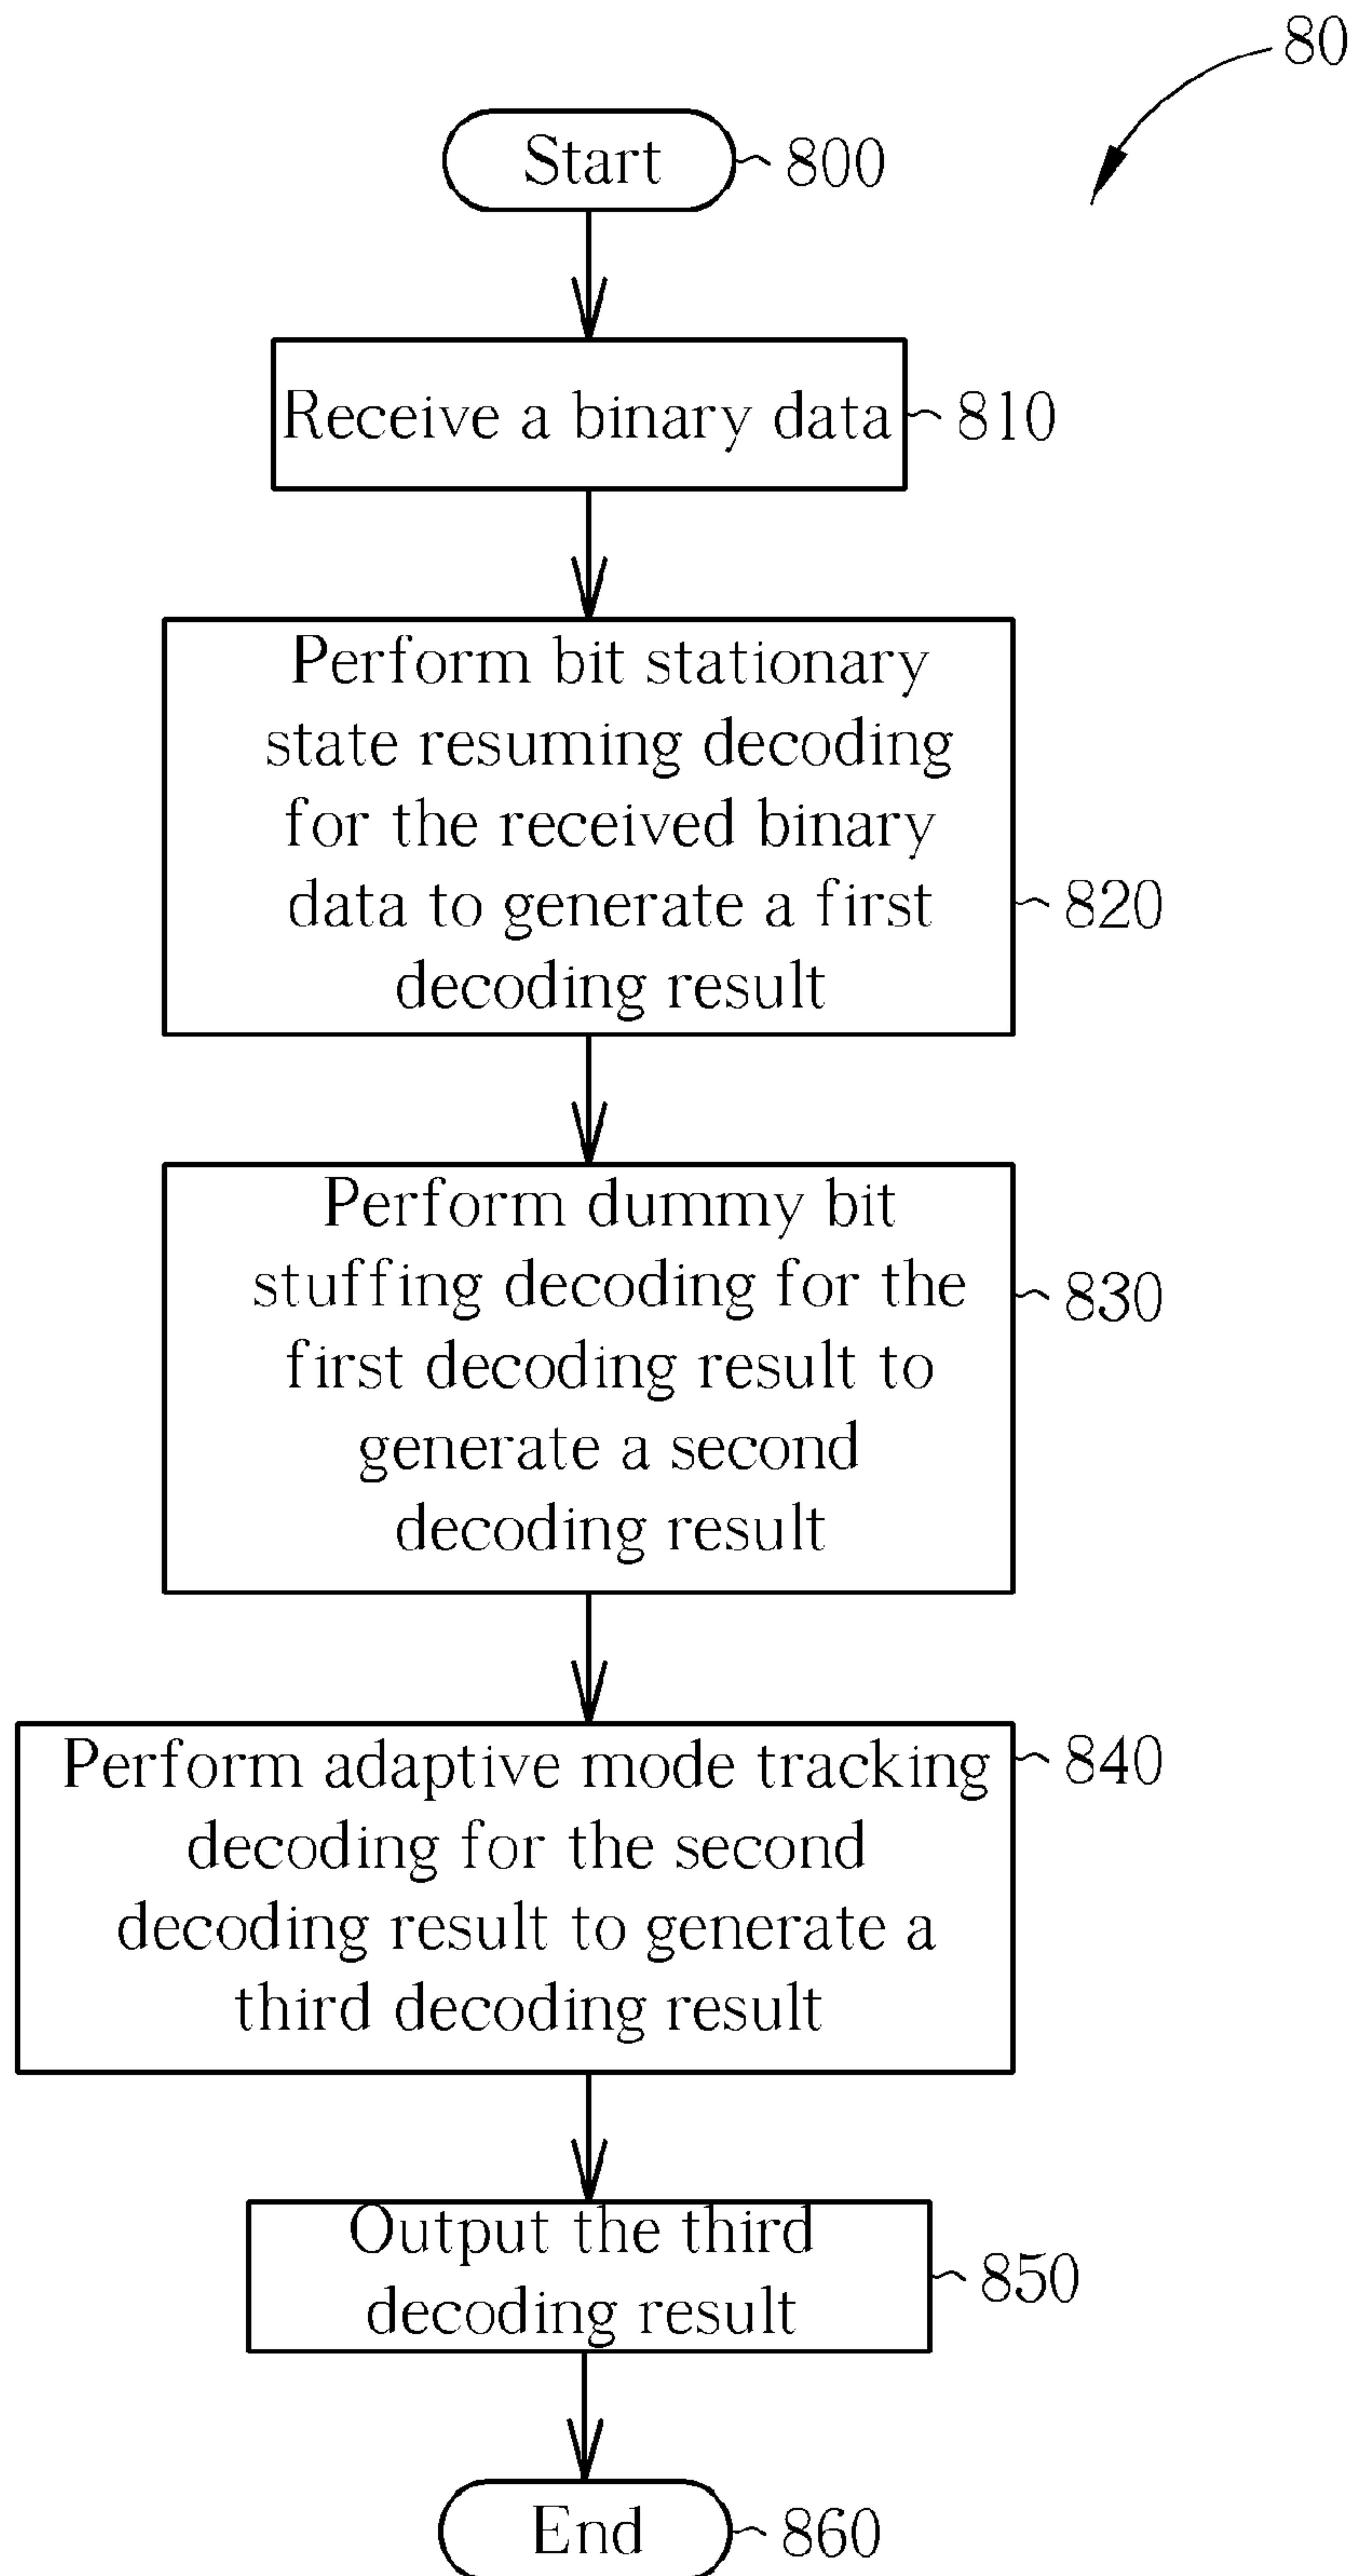 80
Start
800
Receive a binary data
810
Perform bit stationary
state resuming decoding
for the received binary
data to generate a first
decoding result
820
Perform dummy bit
stuffing decoding for the
first decoding result to
generate a second
decoding result
830
Perform adaptive mode tracking
decoding for the second
decoding result to generate a
third decoding result
840
Output the third
decoding result
850
End
860